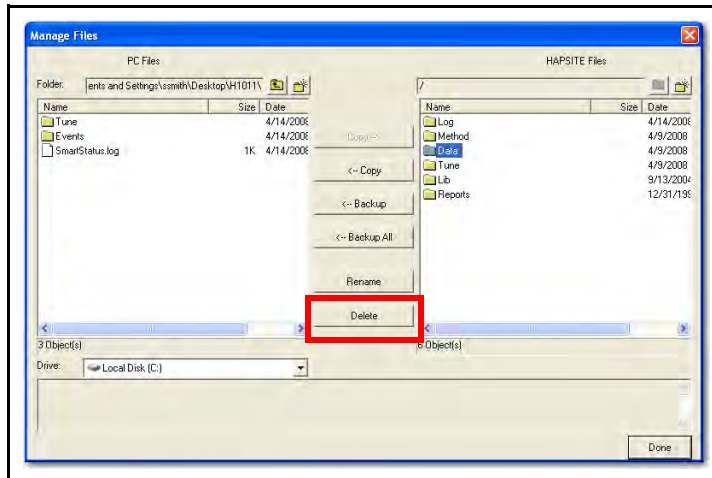 Manage Files
PC Files
HAPSITE Files
Folder: ents and Settings\ssmith\Desktop\H1011\
/
Name Size Date
Tune 4/14/2008
Events 4/14/2008
SmartStatus.log 1K 4/14/2008
3 Object(s)
Drive: Local Disk (C:)
Copy -->
<-- Copy
<-- Backup
<-- Backup All
Rename
Delete
Name Size Date
Log 4/14/2008
Method 4/9/2008
Data 4/9/2008
Tune 4/9/2008
Lib 9/13/2004
Reports 12/31/199
6 Object(s)
Done